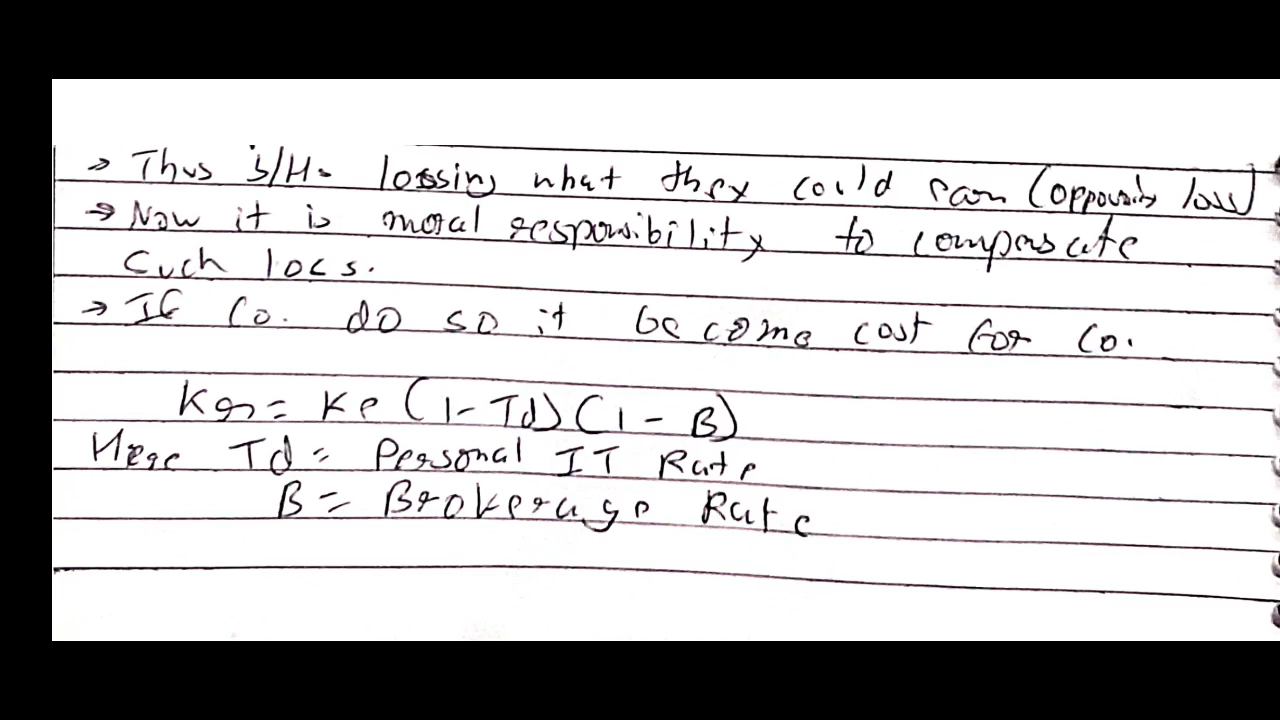 → Thus S/H. lossing what they could earn (opportunity loss)
→ Now it is moral responsibility to compensate
such loss.
→ If Co. do so it become cost for Co.
Kr = Ke (1 - Td) (1 - B)
Here Td = Personal IT Rate
B = Brokerage Rate